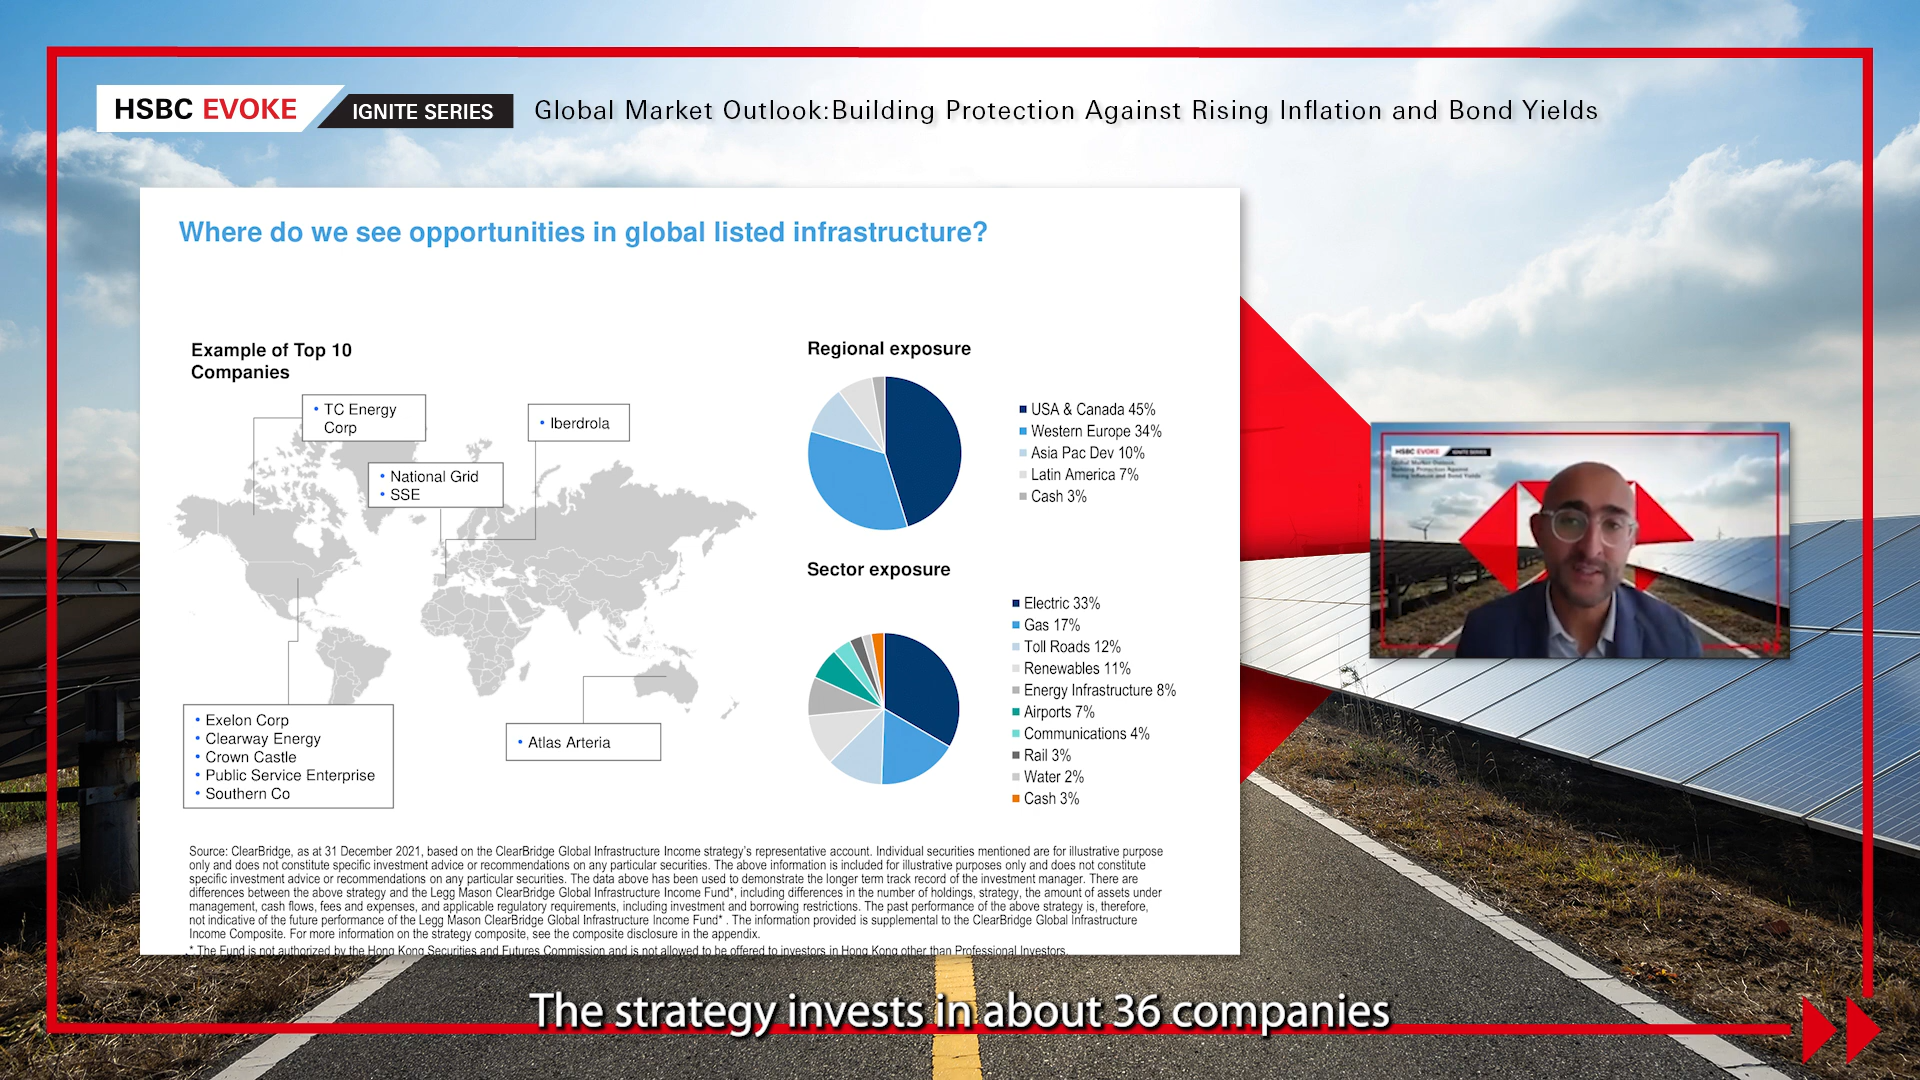 HSBC EVOKE IGNITE SERIES Global Market Outlook:Building Protection Against Rising Inflation and Bond Yields
Where do we see opportunities in global listed infrastructure?
Example of Top 10
Companies
• TC Energy
Corp
• Iberdrola
• National Grid
• SSE
• Exelon Corp
• Clearway Energy
• Crown Castle
• Public Service Enterprise
• Southern Co
• Atlas Arteria
Regional exposure
USA & Canada 45%
Western Europe 34%
Asia Pac Dev 10%
Latin America 7%
Cash 3%
Sector exposure
Electric 33%
Gas 17%
Toll Roads 12%
Renewables 11%
Energy Infrastructure 8%
Airports 7%
Communications 4%
Rail 3%
Water 2%
Cash 3%
Source: ClearBridge, as at 31 December 2021, based on the ClearBridge Global Infrastructure Income strategy's representative account. Individual securities mentioned are for illustrative purpose
only and does not constitute specific investment advice or recommendations on any particular securities. The above information is included for illustrative purposes only and does not constitute
specific investment advice or recommendations on any particular securities. The data above has been used to demonstrate the longer term track record of the investment manager. There are
differences between the above strategy and the Legg Mason ClearBridge Global Infrastructure Income Fund*, including differences in the number of holdings, strategy, the amount of assets under
management, cash flows, fees and expenses, and applicable regulatory requirements, including investment and borrowing restrictions. The past performance of the above strategy is, therefore,
not indicative of the future performance of the Legg Mason ClearBridge Global Infrastructure Income Fund* . The information provided is supplemental to the ClearBridge Global Infrastructure
Income Composite. For more information on the strategy composite, see the composite disclosure in the appendix.
* The Fund is not authorized by the Hong Kong Securities and Futures Commission and is not allowed to be offered to investors in Hong Kong other than Professional Investors.
HSBC EVOKE IGNITE SERIES
Global Market Outlook:
Building Protection Against
Rising Inflation and Bond Yields
The strategy invests in about 36 companies